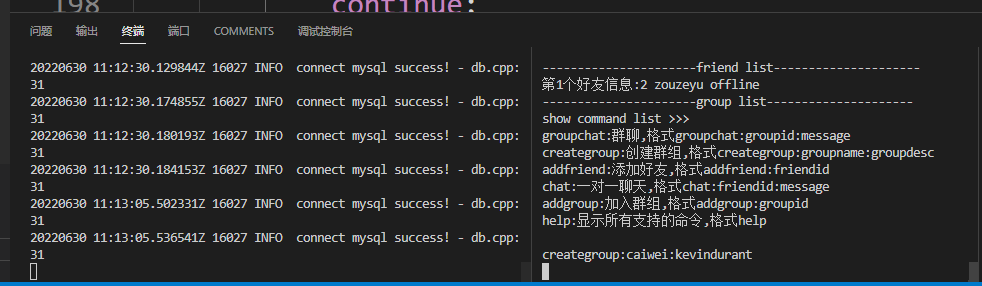 198 continue;
问题 输出 终端 端口 COMMENTS 调试控制台
20220630 11:12:30.129844Z 16027 INFO  connect mysql success! - db.cpp:
31
20220630 11:12:30.174855Z 16027 INFO  connect mysql success! - db.cpp:
31
20220630 11:12:30.180193Z 16027 INFO  connect mysql success! - db.cpp:
31
20220630 11:12:30.184153Z 16027 INFO  connect mysql success! - db.cpp:
31
20220630 11:13:05.502331Z 16027 INFO  connect mysql success! - db.cpp:
31
20220630 11:13:05.536541Z 16027 INFO  connect mysql success! - db.cpp:
31
----------------------friend list---------------------
第1个好友信息:2 zouzeyu offline
----------------------group list---------------------
show command list >>>
groupchat:群聊,格式groupchat:groupid:message
creategroup:创建群组,格式creategroup:groupname:groupdesc
addfriend:添加好友,格式addfriend:friendid
chat:一对一聊天,格式chat:friendid:message
addgroup:加入群组,格式addgroup:groupid
help:显示所有支持的命令,格式help
creategroup:caiwei:kevindurant